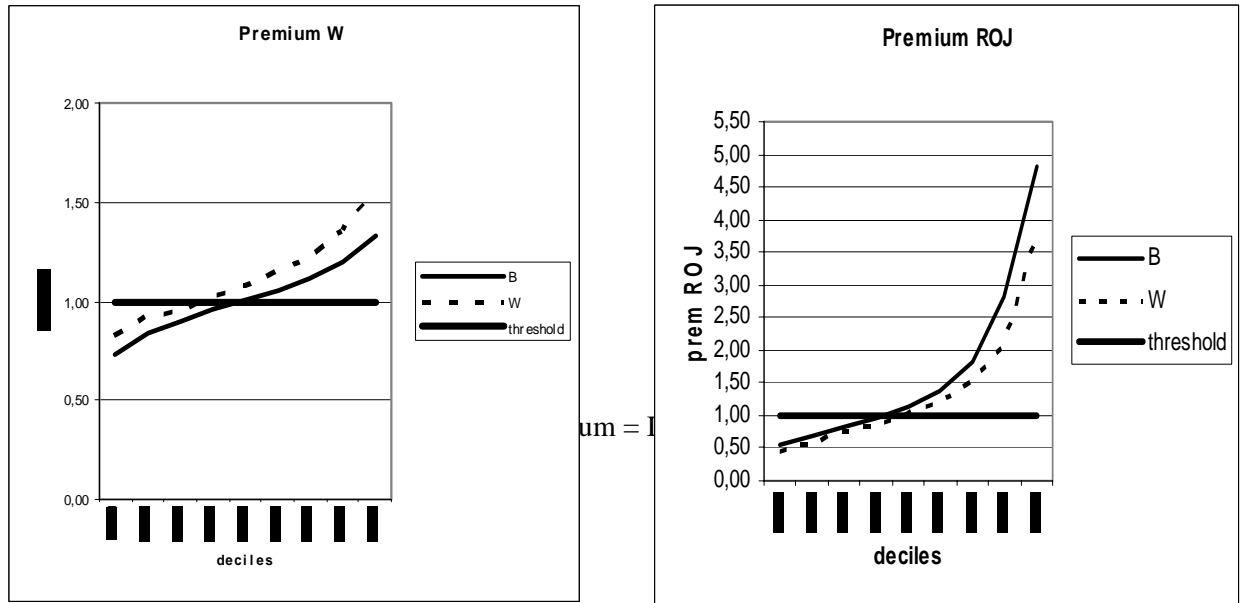 Premium W
2,00
1,50
1,00
0,50
0,00
deciles
B
W
threshold
um = I
Premium ROJ
5,50
5,00
4,50
4,00
3,50
3,00
2,50
2,00
1,50
1,00
0,50
0,00
prem ROJ
deciles
B
W
threshold